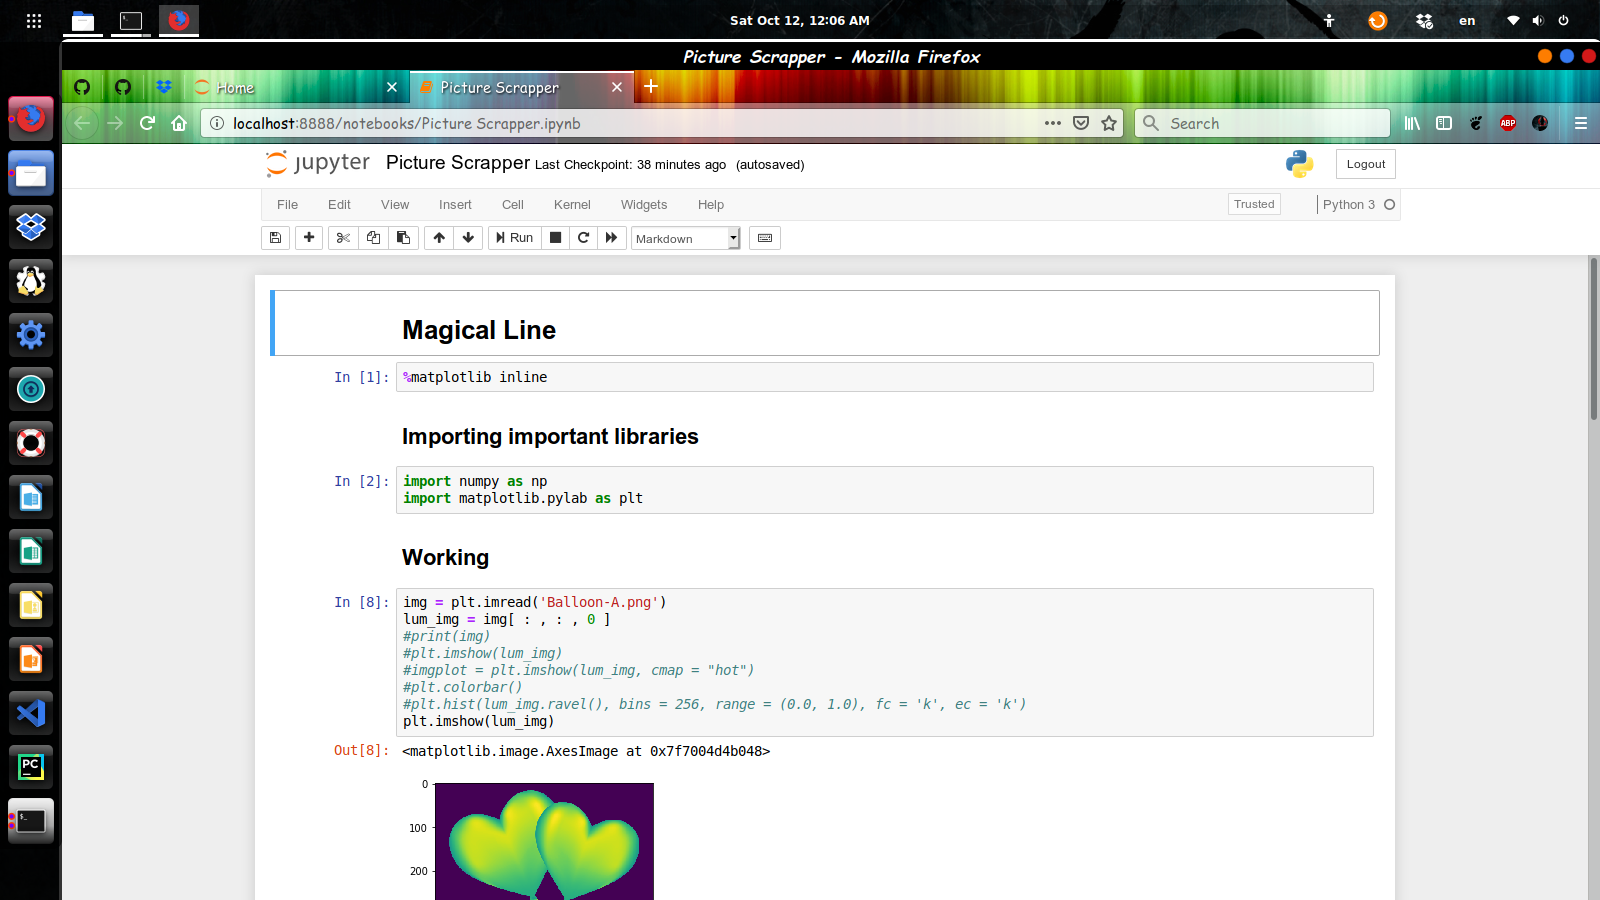 Sat Oct 12, 12:06 AM
en
Picture Scrapper - Mozilla Firefox
Home
Picture Scrapper
localhost:8888/notebooks/Picture Scrapper.ipynb
Search
ABP
jupyter Picture Scrapper Last Checkpoint: 38 minutes ago (autosaved)
Logout
File Edit View Insert Cell Kernel Widgets Help
Trusted
Python 3
Run
Markdown
Magical Line
In [1]: %matplotlib inline
Importing important libraries
In [2]: import numpy as np
import matplotlib.pylab as plt
Working
In [8]: img = plt.imread('Balloon-A.png')
lum_img = img[ : , : , 0 ]
#print(img)
#plt.imshow(lum_img)
#imgplot = plt.imshow(lum_img, cmap = "hot")
#plt.colorbar()
#plt.hist(lum_img.ravel(), bins = 256, range = (0.0, 1.0), fc = 'k', ec = 'k')
plt.imshow(lum_img)
Out[8]: <matplotlib.image.AxesImage at 0x7f7004d4b048>
0
100
200
PC
$_